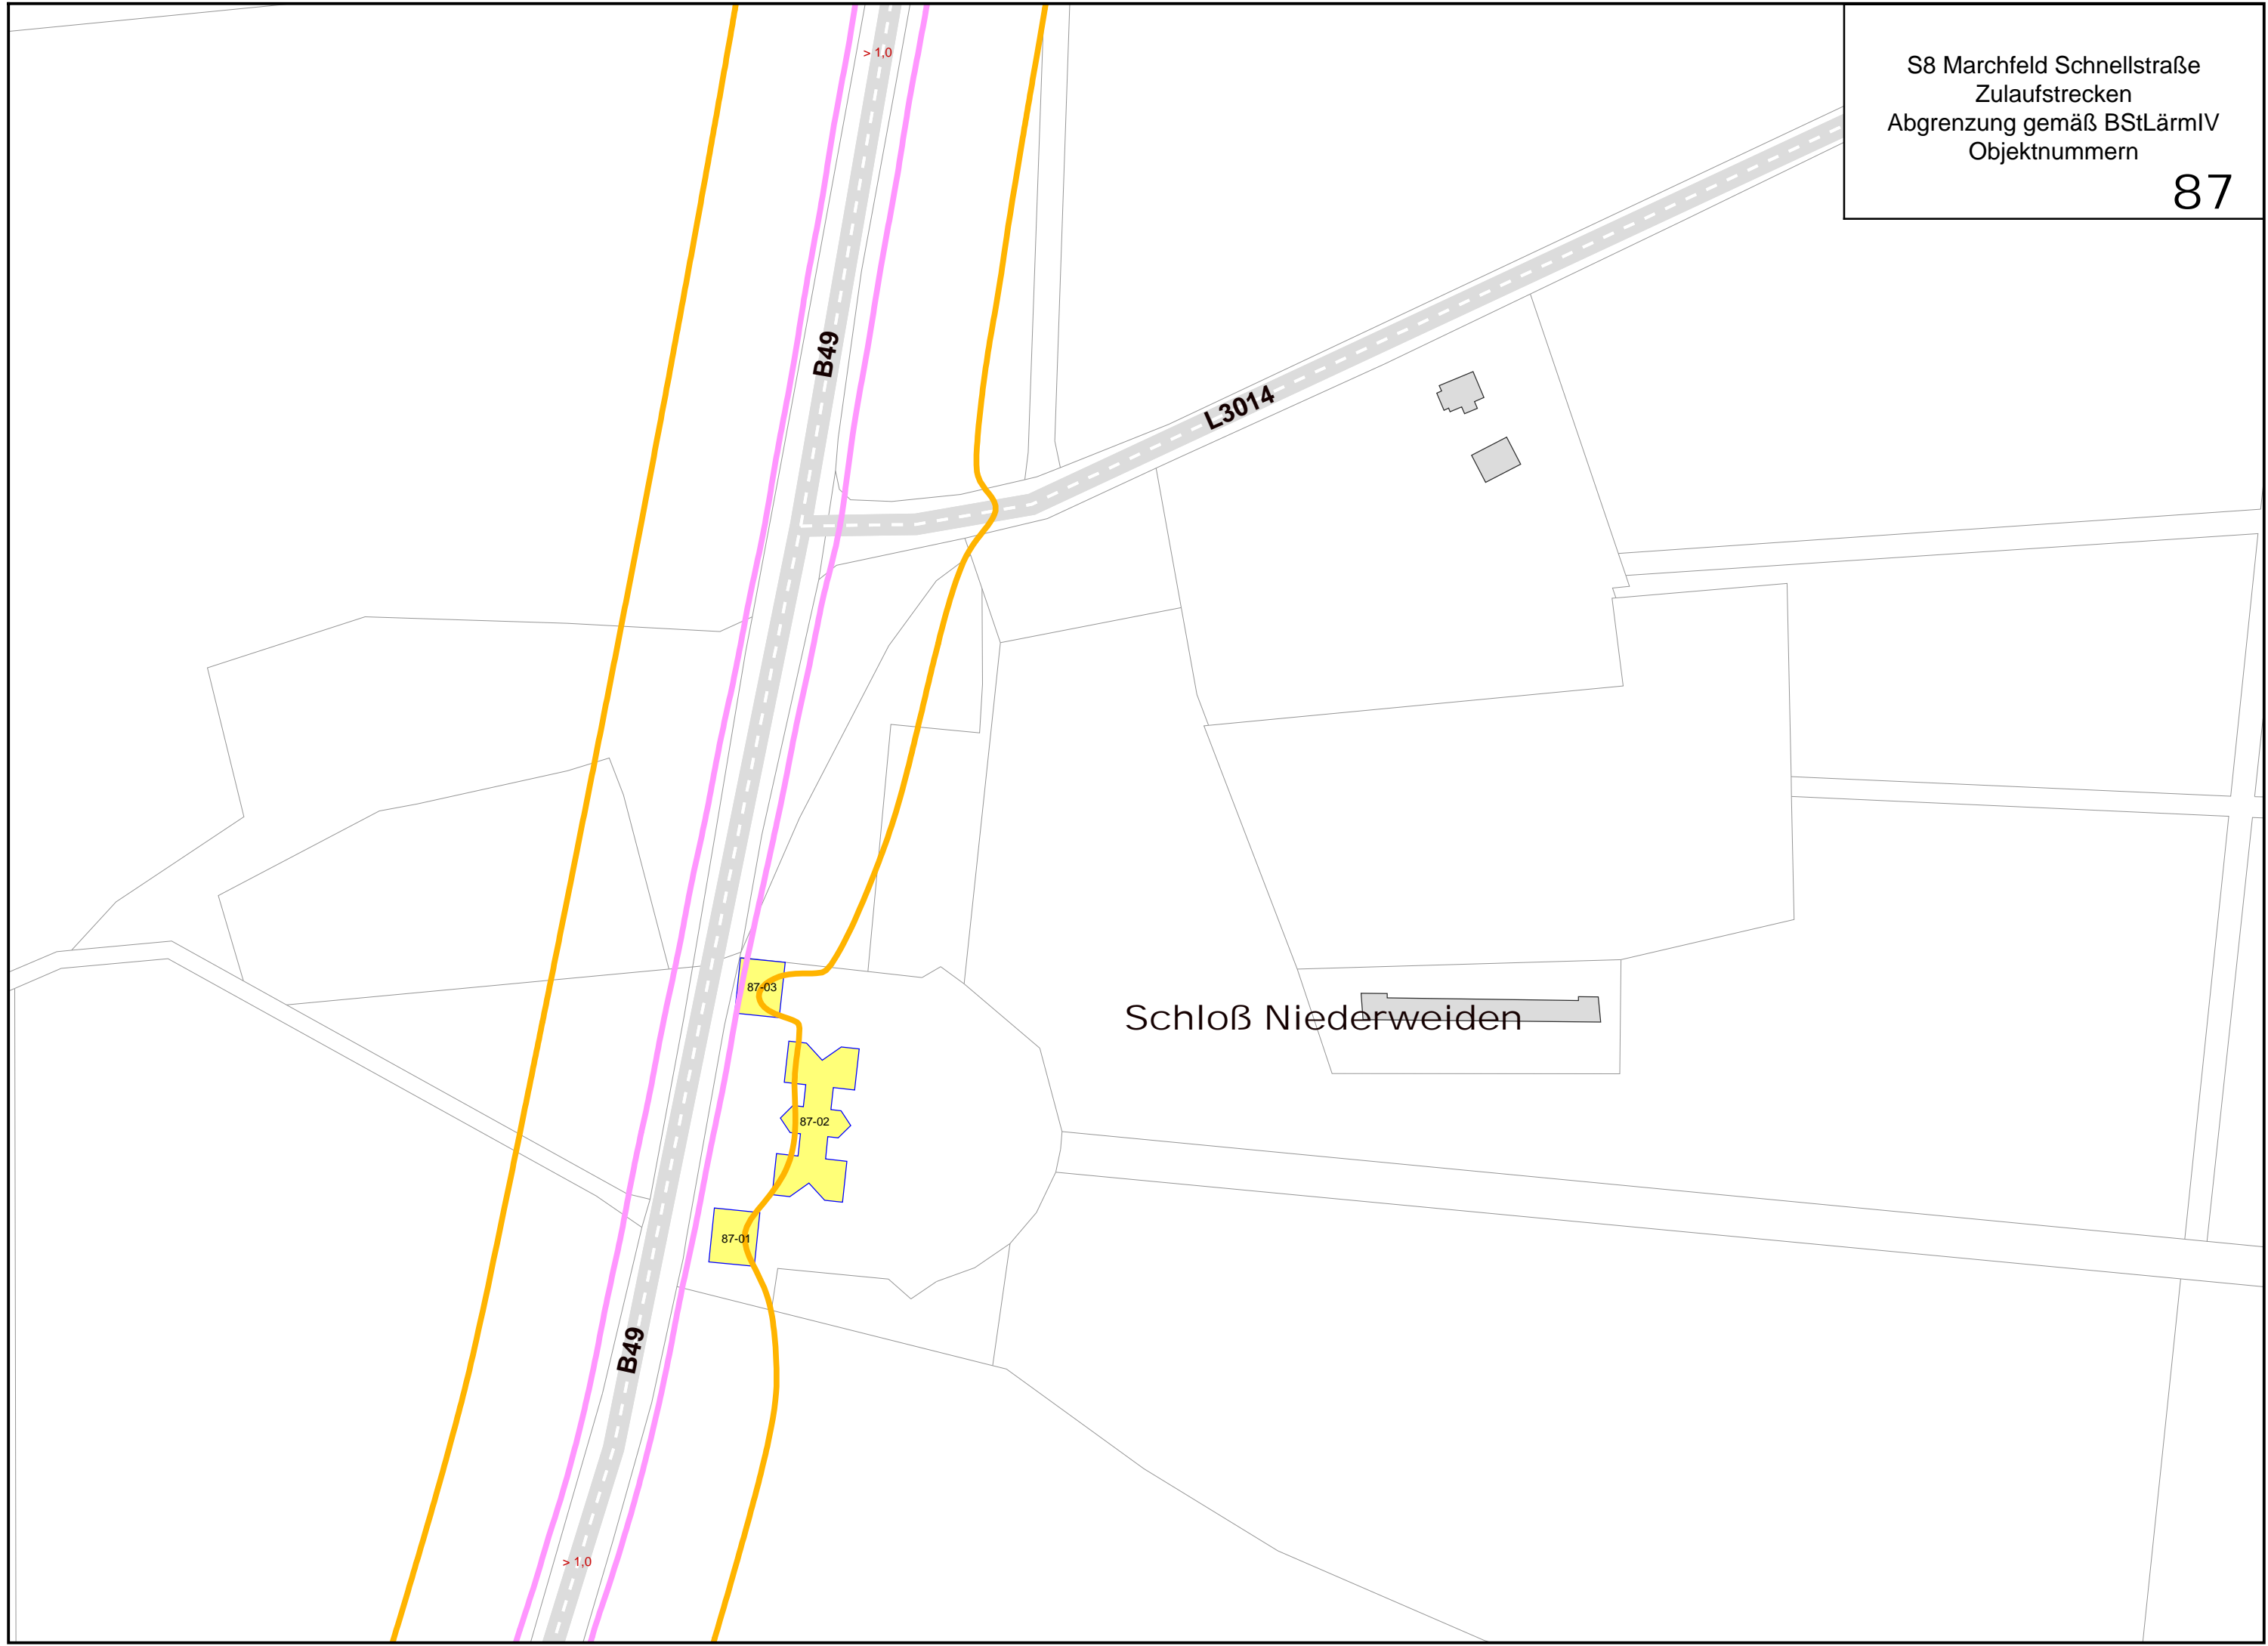 S8 Marchfeld Schnellstraße
Zulaufstrecken
Abgrenzung gemäß BStLärmIV
Objektnummern
87
> 1,0
B49
L3014
87-03
Schloß Niederweiden
87-02
87-01
B49
> 1,0